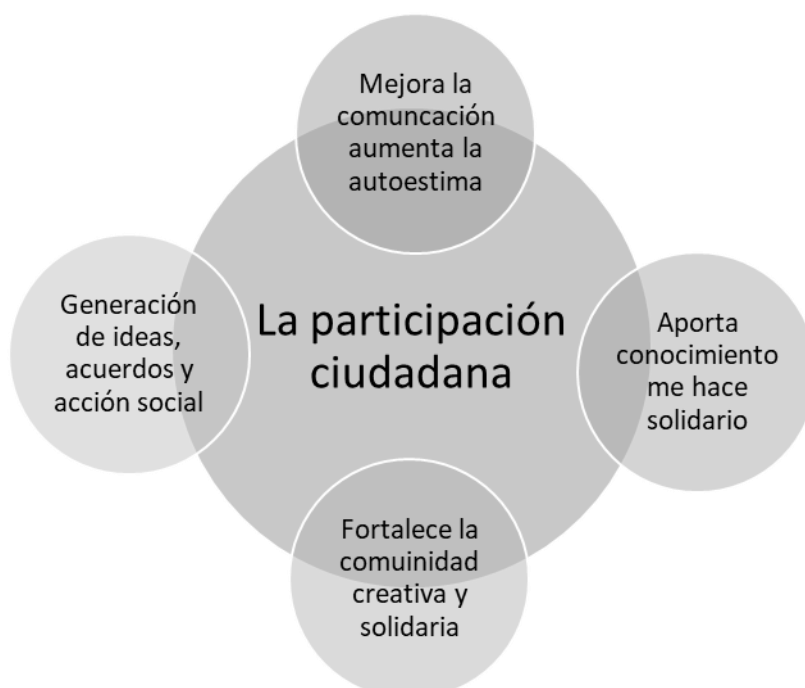 Mejora la
comuncación
aumenta la
autoestima
Generación
de ideas,
acuerdos y
acción social
La participación
ciudadana
Aporta
conocimiento
me hace
solidario
Fortalece la
comuinidad
creativa y
solidaria